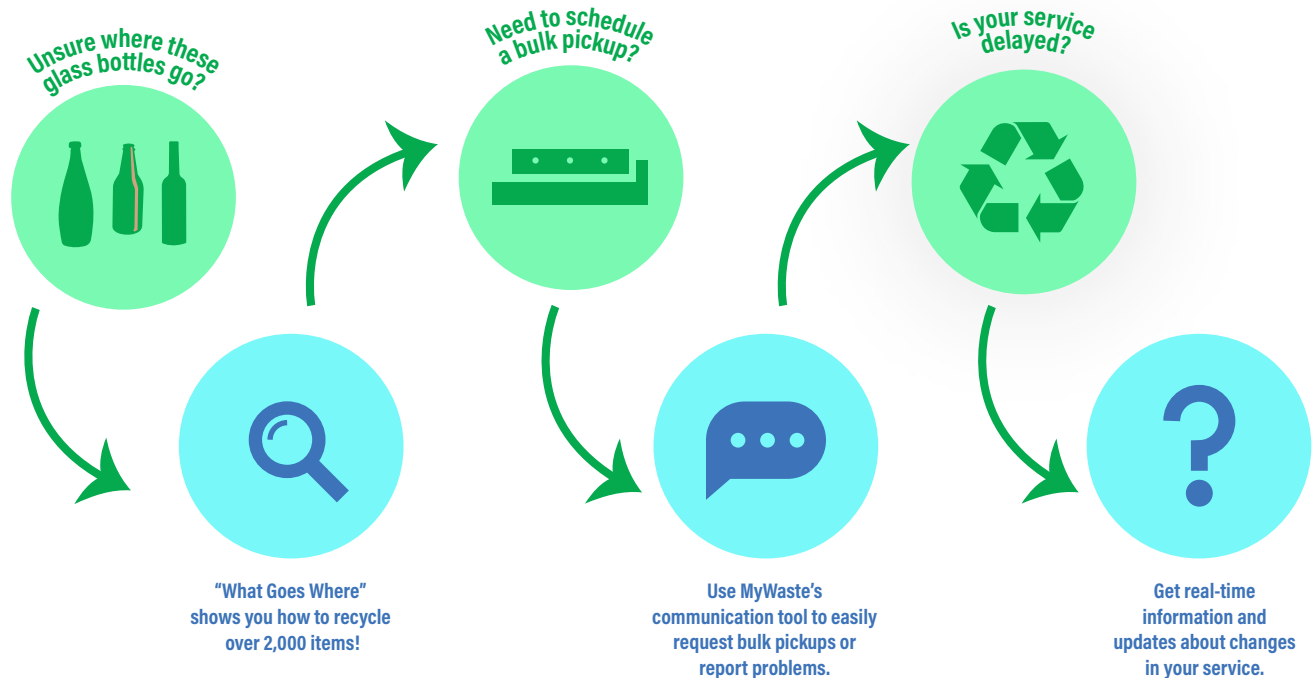 Unsure where these
glass bottles go?
Need to schedule
a bulk pickup?
Is your service
delayed?
“What Goes Where”
shows you how to recycle
over 2,000 items!
Use MyWaste’s
communication tool to easily
request bulk pickups or
report problems.
Get real-time
information and
updates about changes
in your service.